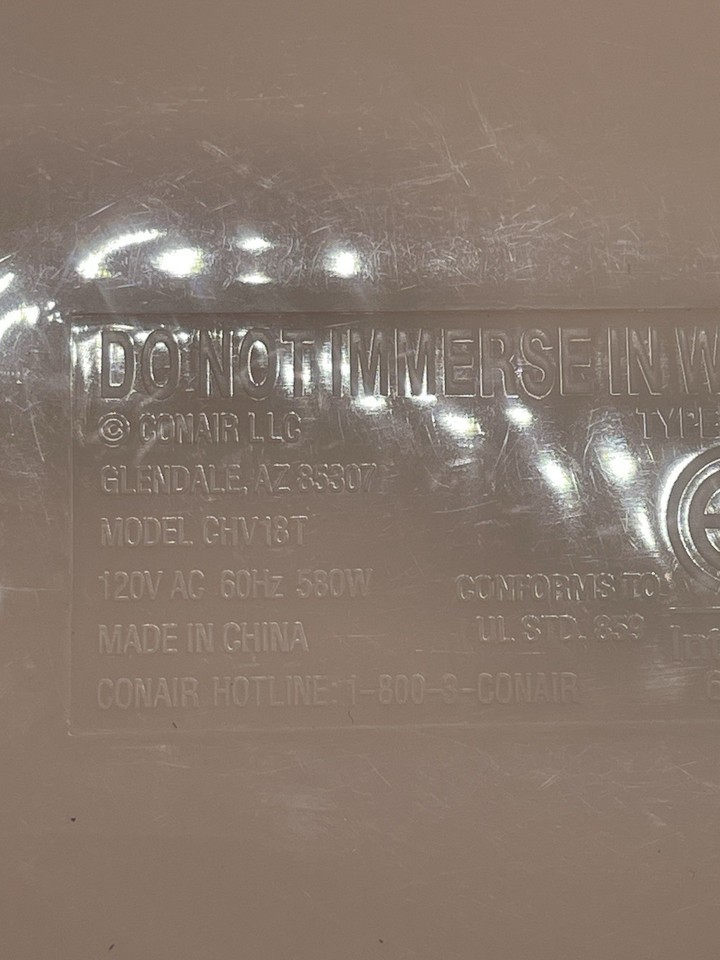 DO NOT IMMERSE IN W
© CONAIR LLC
TYPE
GLENDALE, AZ 85307
MODEL CHV18T
120V AC 60Hz 580W
CONFORMS TO
MADE IN CHINA
UL. STD. 859
CONAIR HOTLINE: 1-800-3-CONAIR